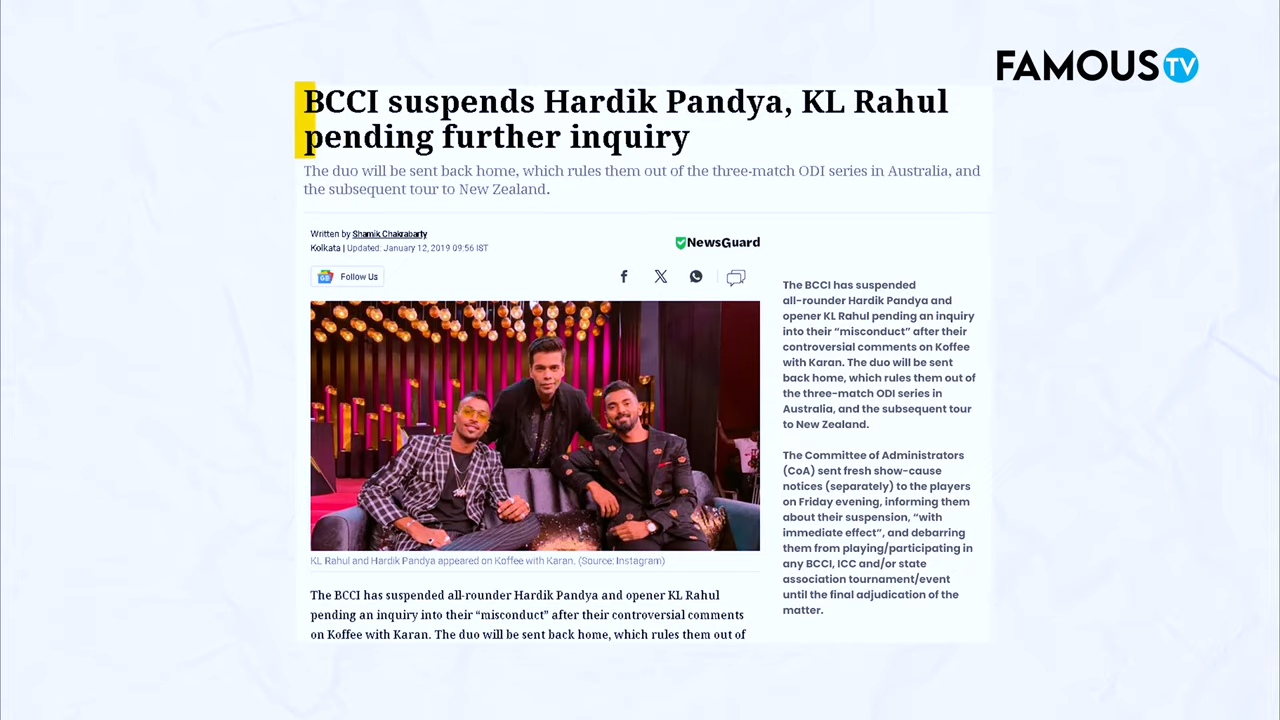 FAMOUS TV
BCCI suspends Hardik Pandya, KL Rahul
pending further inquiry
The duo will be sent back home, which rules them out of the three-match ODI series in Australia, and
the subsequent tour to New Zealand.
Written by Shamik Chakrabarty
Kolkata | Updated: January 12, 2019 09:56 IST
NewsGuard
Follow Us
KL Rahul and Hardik Pandya appeared on Koffee with Karan. (Source: Instagram)
The BCCI has suspended all-rounder Hardik Pandya and opener KL Rahul
pending an inquiry into their “misconduct” after their controversial comments
on Koffee with Karan. The duo will be sent back home, which rules them out of
The BCCI has suspended
all-rounder Hardik Pandya and
opener KL Rahul pending an inquiry
into their “misconduct” after their
controversial comments on Koffee
with Karan. The duo will be sent
back home, which rules them out of
the three-match ODI series in
Australia, and the subsequent tour
to New Zealand.
The Committee of Administrators
(CoA) sent fresh show-cause
notices (separately) to the players
on Friday evening, informing them
about their suspension, “with
immediate effect”, and debarring
them from playing/participating in
any BCCI, ICC and/or state
association tournament/event
until the final adjudication of the
matter.